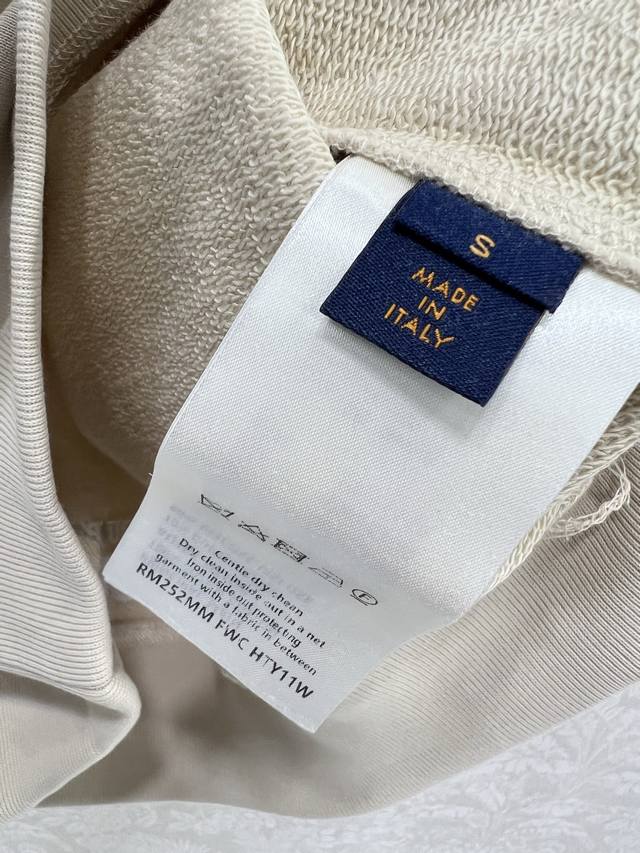 S
MADE
IN
ITALY
Gentle dry chean
Dry clean inside out in a net
Iron inside out protecting
garment with a fabric in between
RM252MM FWC HTY11W